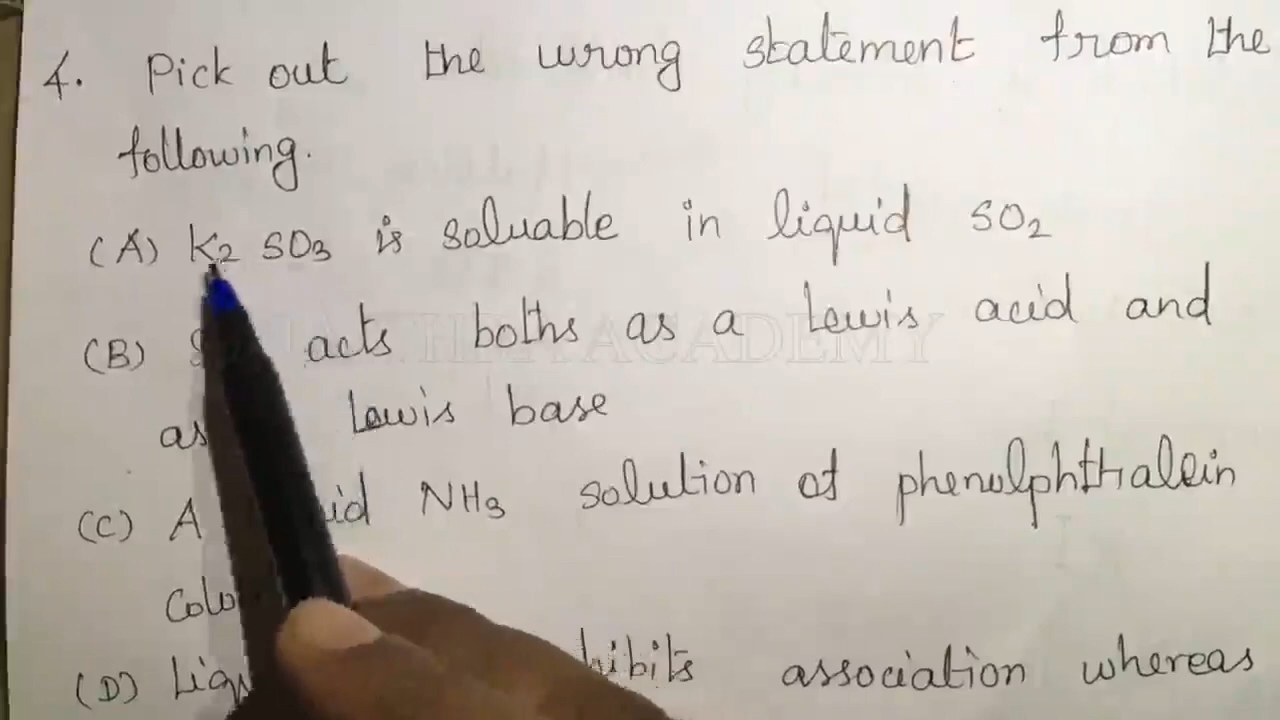 4. Pick out the wrong statement from the
following.
(A) K2 SO3 is soluable in liquid SO2
(B) acts boths as a Lewis acid and
as Lewis base
(C) A NH3 solution of phenolphthalein
(D) association whereas
ACADEMY